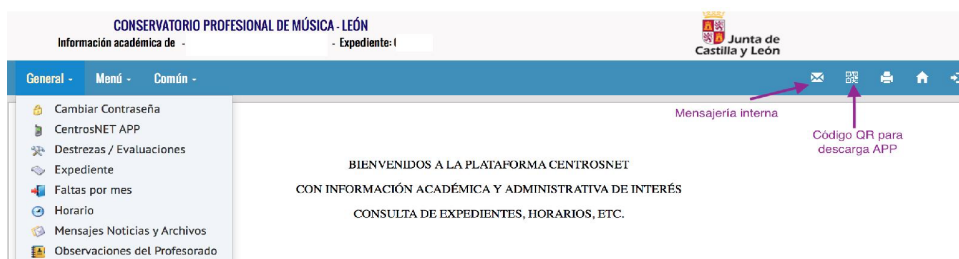 CONSERVATORIO PROFESIONAL DE MÚSICA - LEÓN
Información académica de -
- Expediente: (
Junta de
Castilla y León
General - Menú - Común -
Cambiar Contraseña
CentrosNET APP
Destrezas / Evaluaciones
Expediente
Faltas por mes
Horario
Mensajes Noticias y Archivos
Observaciones del Profesorado
Mensajería interna
Código QR para
descarga APP
BIENVENIDOS A LA PLATAFORMA CENTROSNET
CON INFORMACIÓN ACADÉMICA Y ADMINISTRATIVA DE INTERÉS
CONSULTA DE EXPEDIENTES, HORARIOS, ETC.